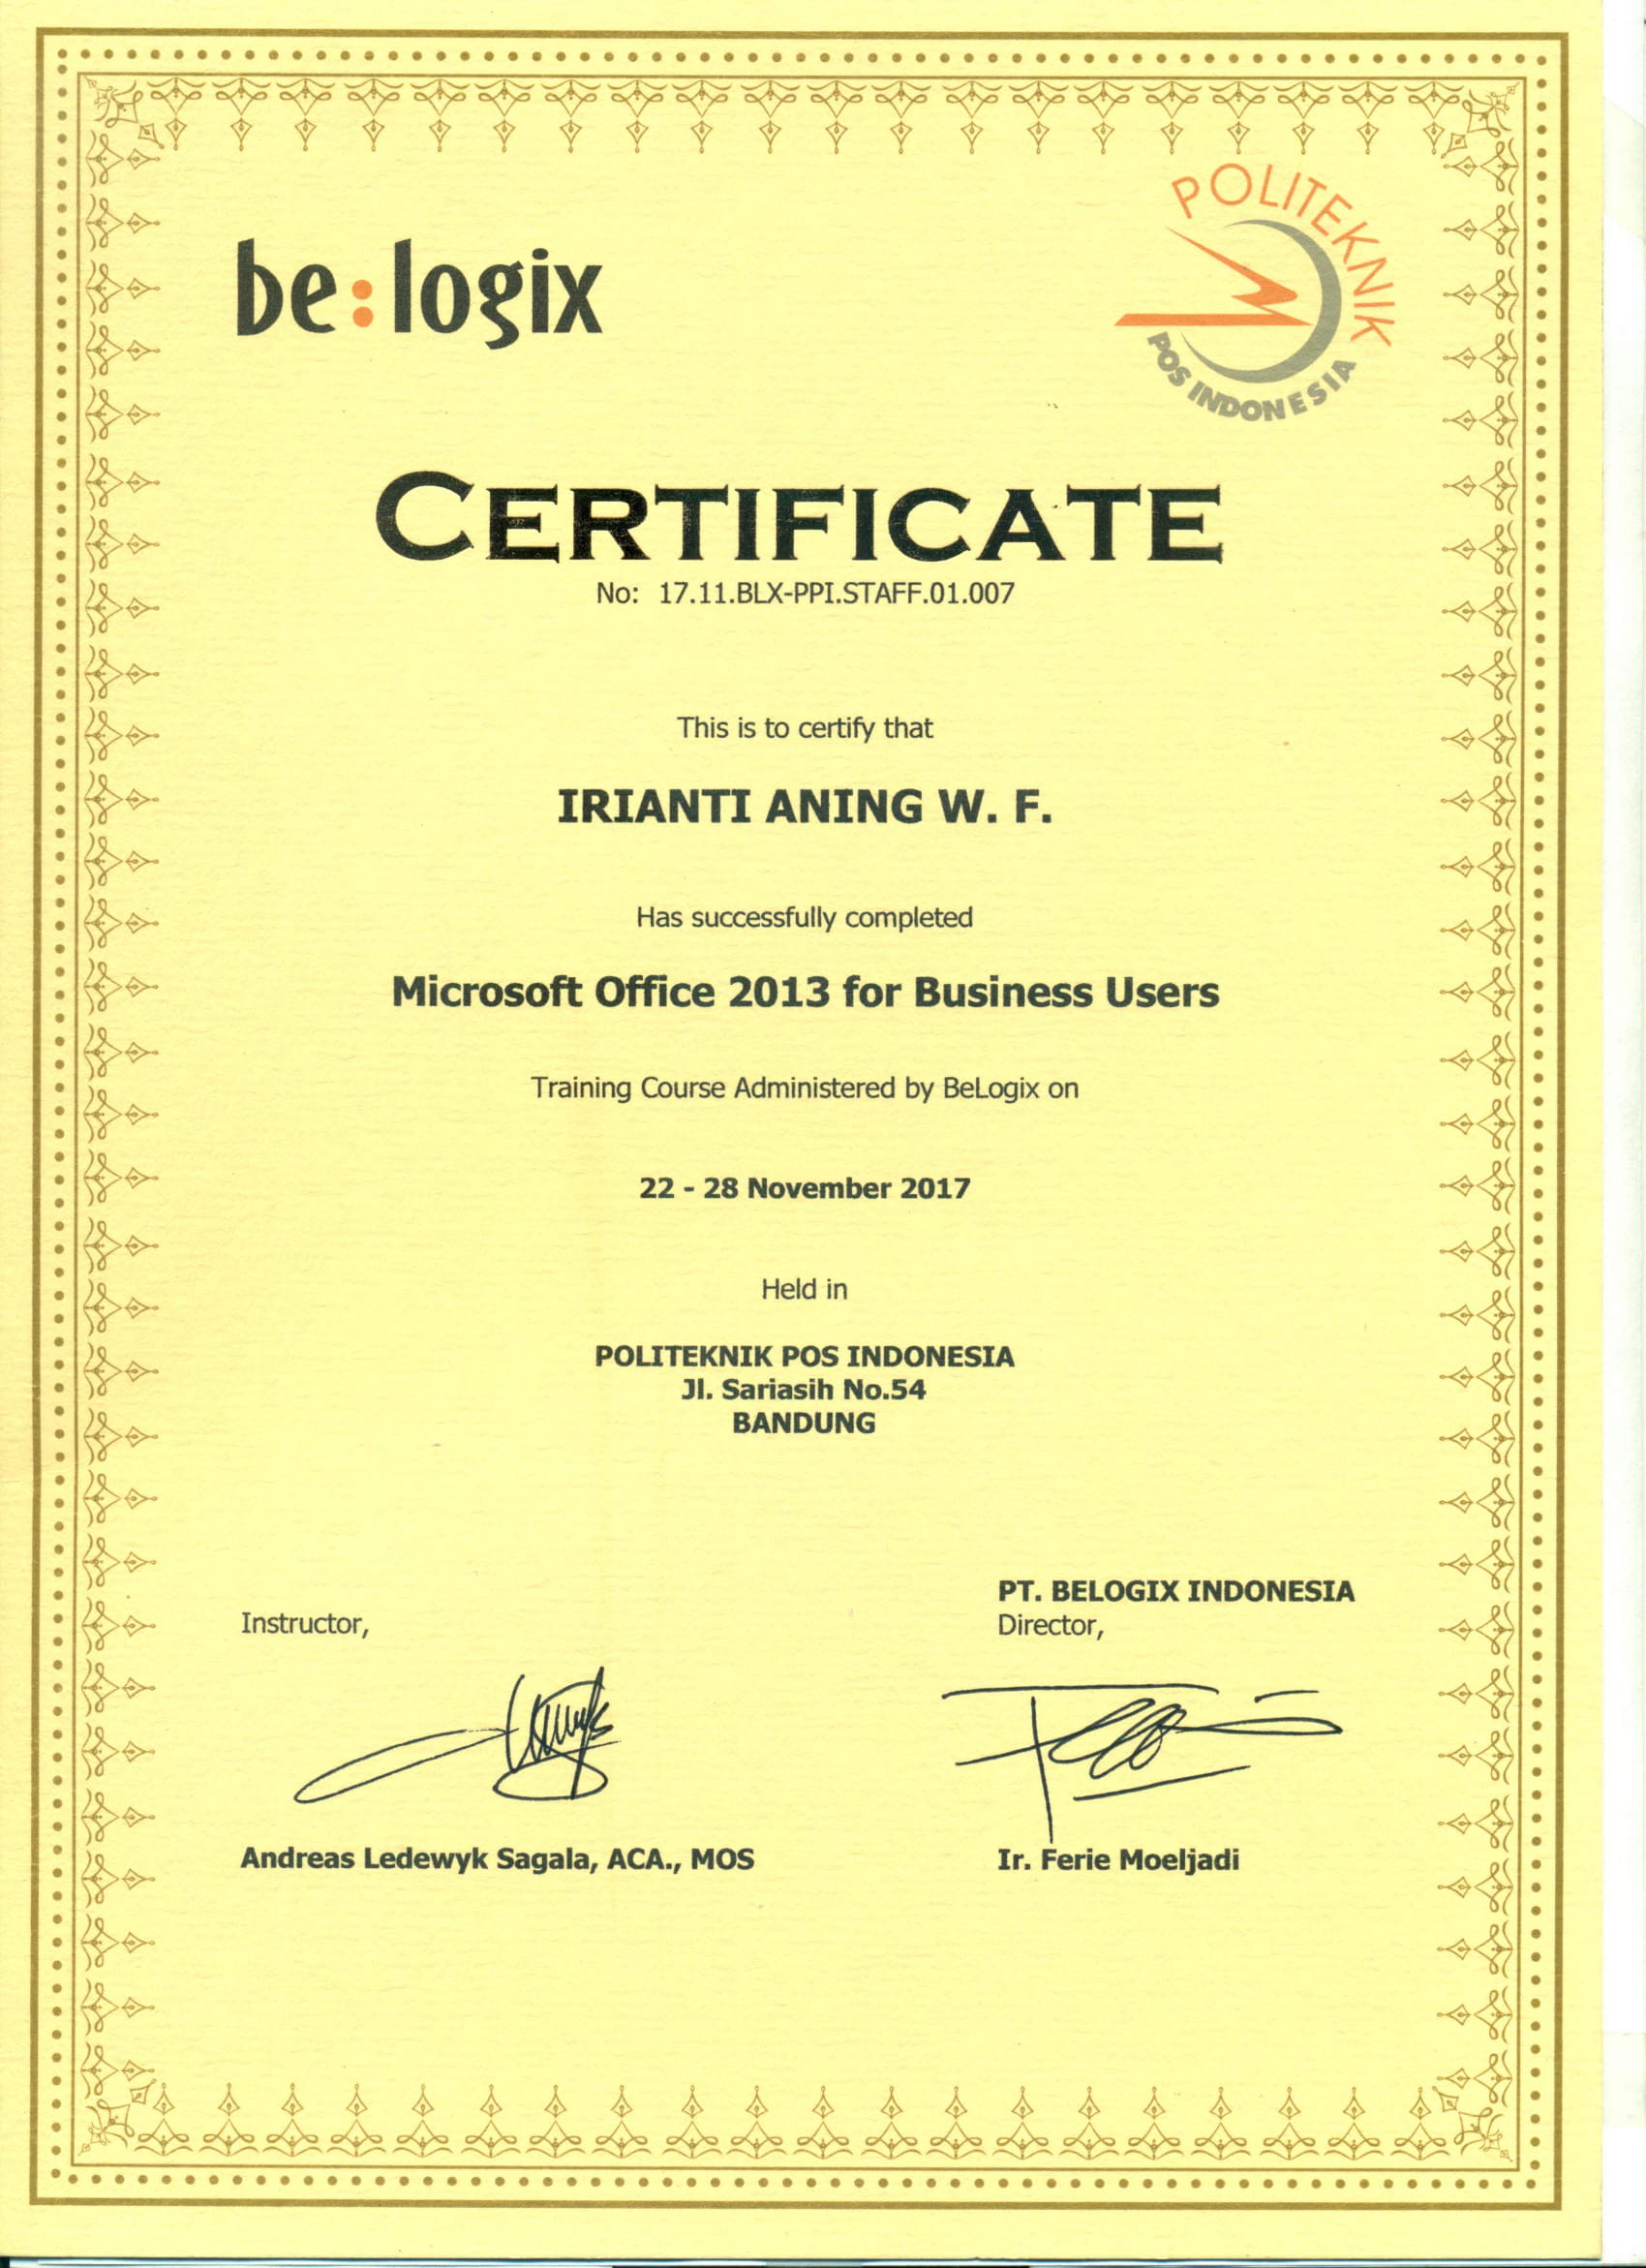 be:logix
POLITEKNIK
POS INDONESIA
CERTIFICATE
No: 17.11.BLX-PPI.STAFF.01.007
This is to certify that
IRIANTI ANING W. F.
Has successfully completed
Microsoft Office 2013 for Business Users
Training Course Administered by BeLogix on
22 - 28 November 2017
Held in
POLITEKNIK POS INDONESIA
Jl. Sariasih No.54
BANDUNG
PT. BELOGIX INDONESIA
Instructor,
Director,
Andreas Ledewyk Sagala, ACA., MOS
Ir. Ferie Moeljadi